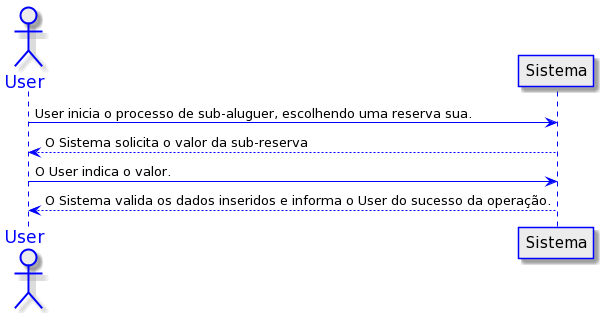 User
Sistema
User inicia o processo de sub-aluguer, escolhendo uma reserva sua.
O Sistema solicita o valor da sub-reserva
O User indica o valor.
O Sistema valida os dados inseridos e informa o User do sucesso da operação.
User
Sistema